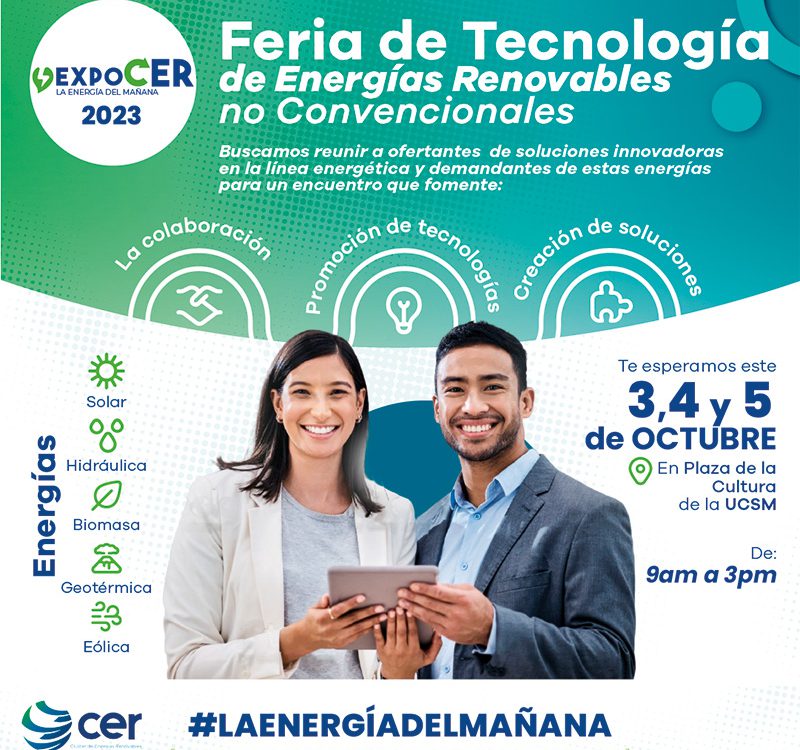 EXPOCER
LA ENERGÍA DEL MAÑANA
2023
Feria de Tecnología
de Energías Renovables
no Convencionales
Buscamos reunir a ofertantes de soluciones innovadoras
en la línea energética y demandantes de estas energías
para un encuentro que fomente:
La colaboración
Promoción de tecnologías
Creación de soluciones
Energías
Solar
Hidráulica
Biomasa
Geotérmica
Eólica
Te esperamos este
3,4 y 5
de OCTUBRE
En Plaza de la
Cultura
de la UCSM
De:
9am a 3pm
cer
#LAENERGÍADELMAÑANA